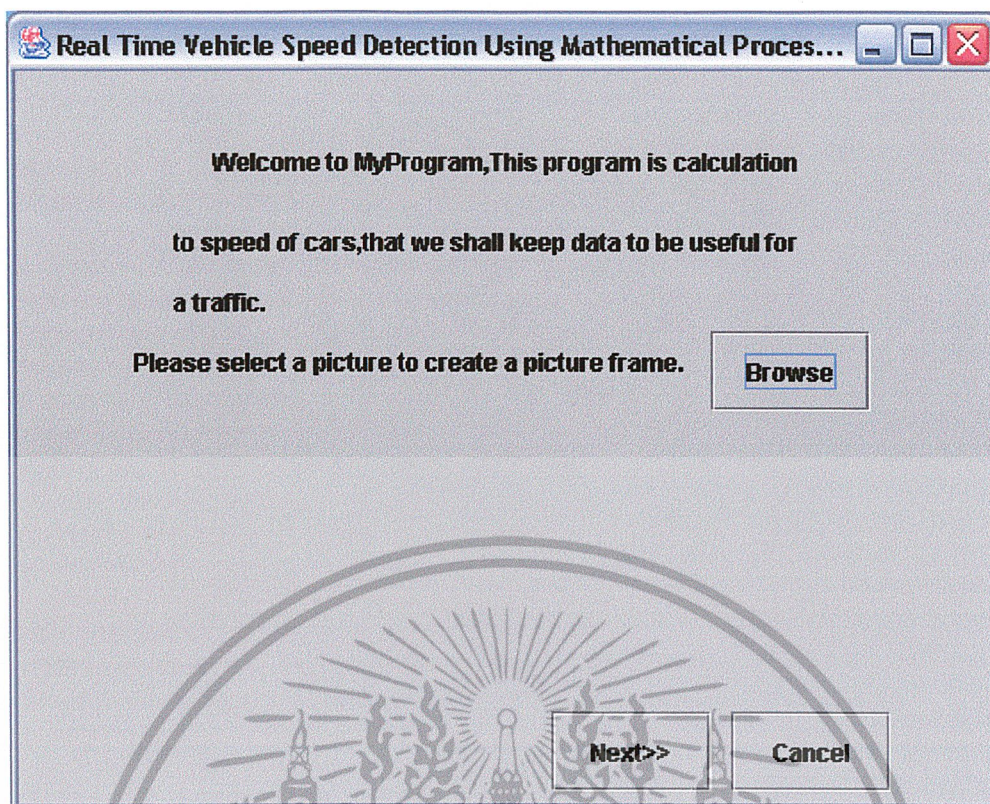 Real Time Vehicle Speed Detection Using Mathematical Proces...
Welcome to MyProgram,This program is calculation
to speed of cars,that we shall keep data to be useful for
a traffic.
Please select a picture to create a picture frame.
Browse
Next>>
Cancel